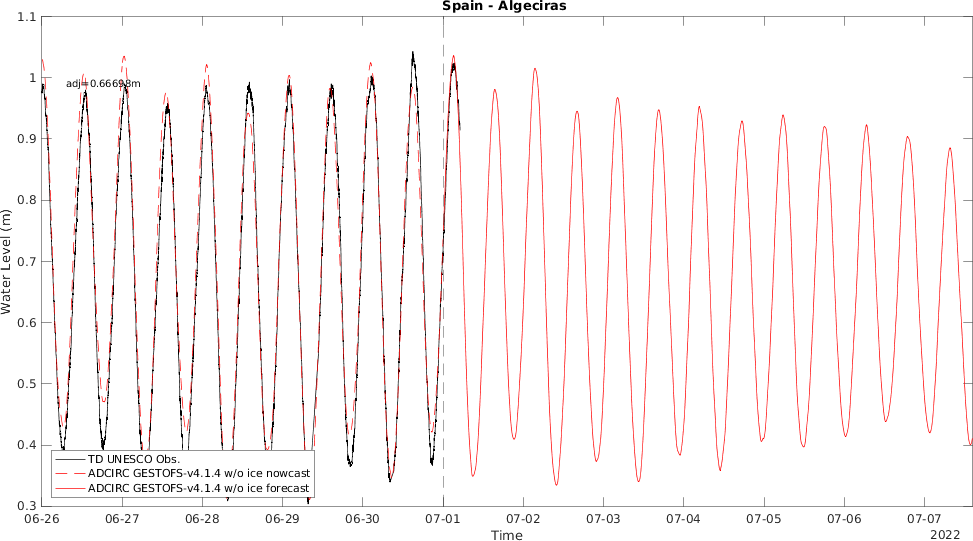 Spain - Algeciras
1.1
1
0.9
0.8
0.7
0.6
0.5
0.4
0.3
Water Level (m)
adj=0.66698m
TD UNESCO Obs.
ADCIRC GESTOFS-v4.1.4 w/o ice nowcast
ADCIRC GESTOFS-v4.1.4 w/o ice forecast
06-26 06-27 06-28 06-29 06-30 07-01 07-02 07-03 07-04 07-05 07-06 07-07
Time
2022